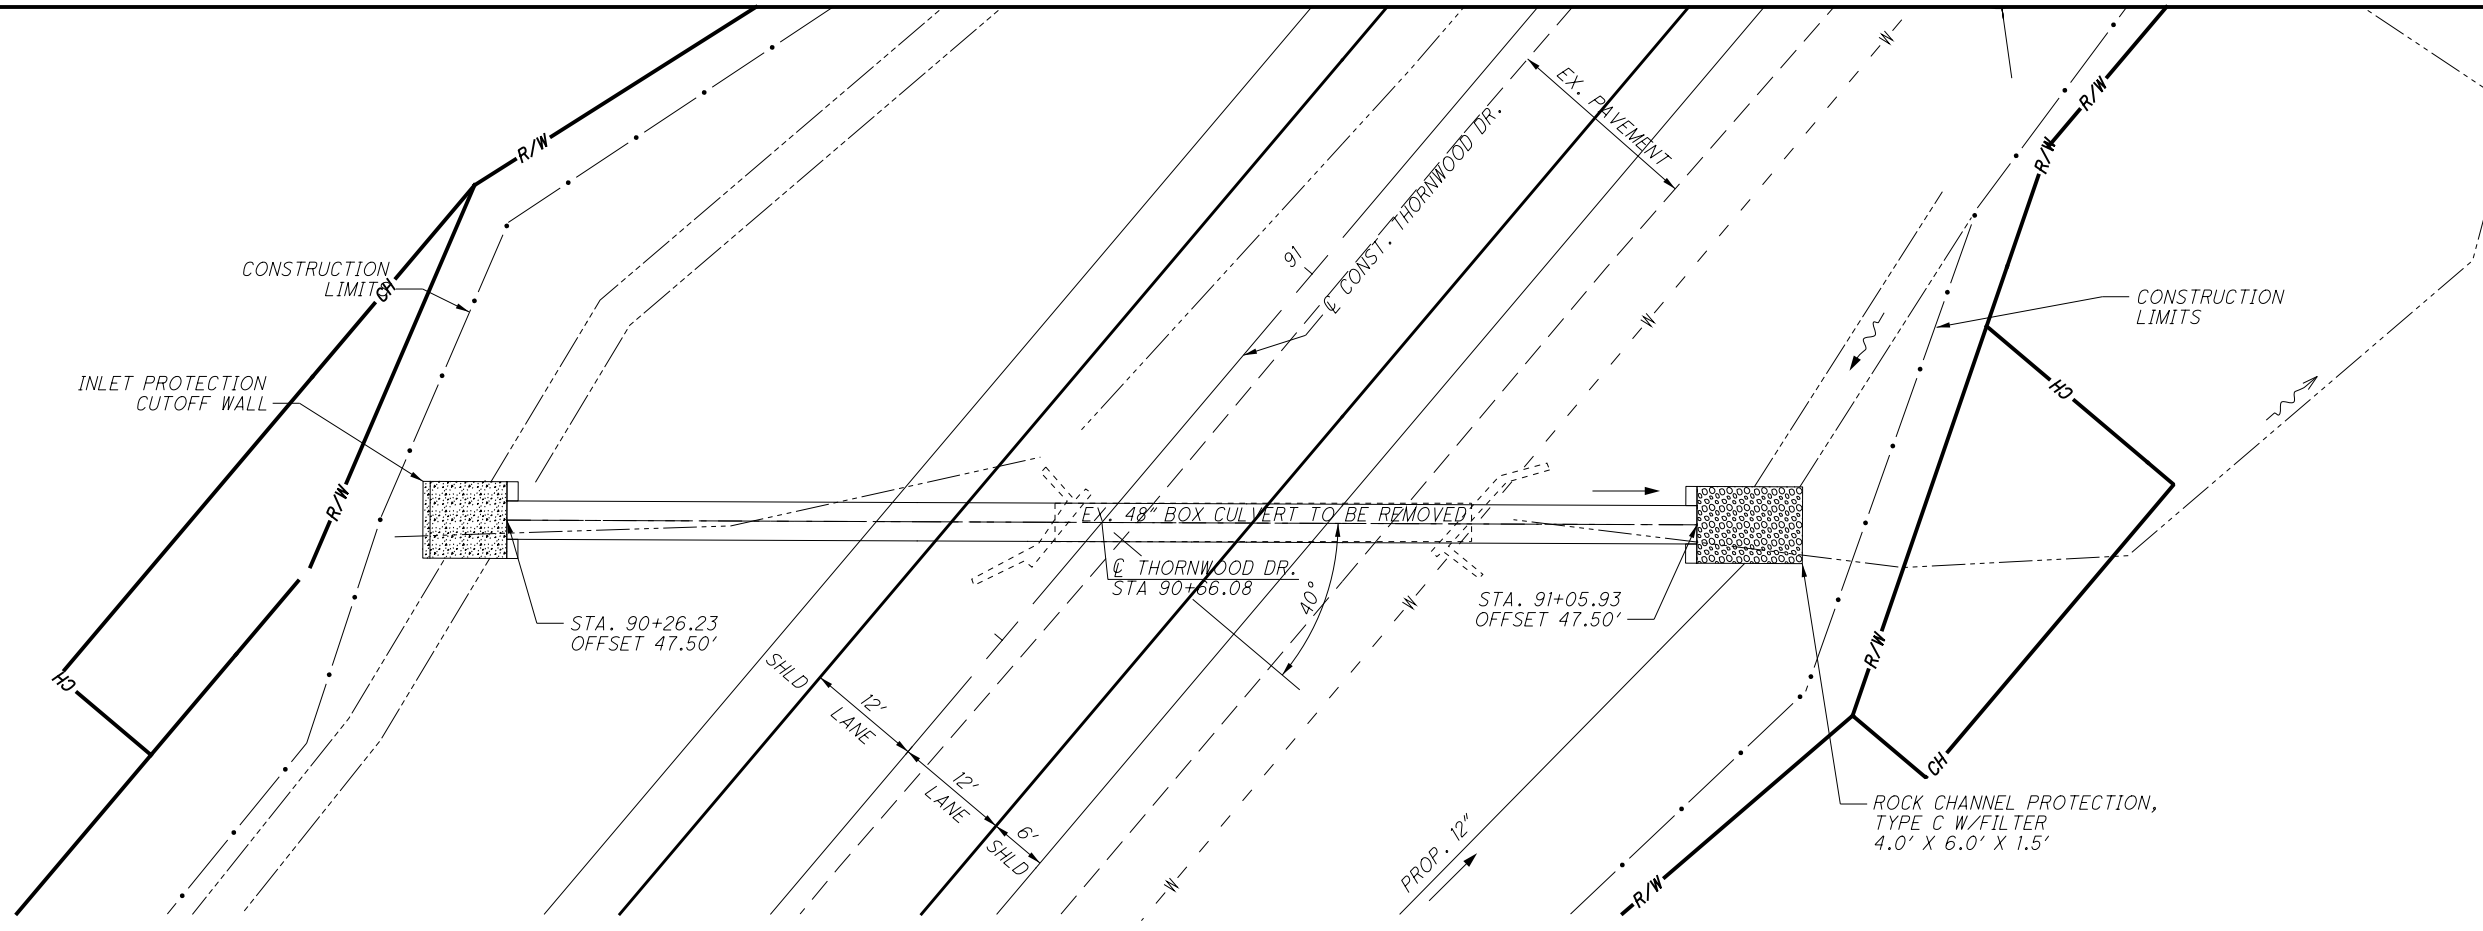 R/W
W
R/W
EX. PAVEMENT
R/W
℄ CONST. THORNWOOD DR.
91
CONSTRUCTION
LIMITS
CH
W
CONSTRUCTION
LIMITS
INLET PROTECTION
CUTOFF WALL
CH
R/W
EX. 48" BOX CULVERT TO BE REMOVED
℄ THORNWOOD DR.
STA 90+66.08
40°
W
STA. 91+05.93
OFFSET 47.50'
STA. 90+26.23
OFFSET 47.50'
R/W
CH
SHLD
12'
LANE
12'
LANE
6'
SHLD
CH
ROCK CHANNEL PROTECTION,
TYPE C W/FILTER
4.0' X 6.0' X 1.5'
PROP. 12"
W
R/W